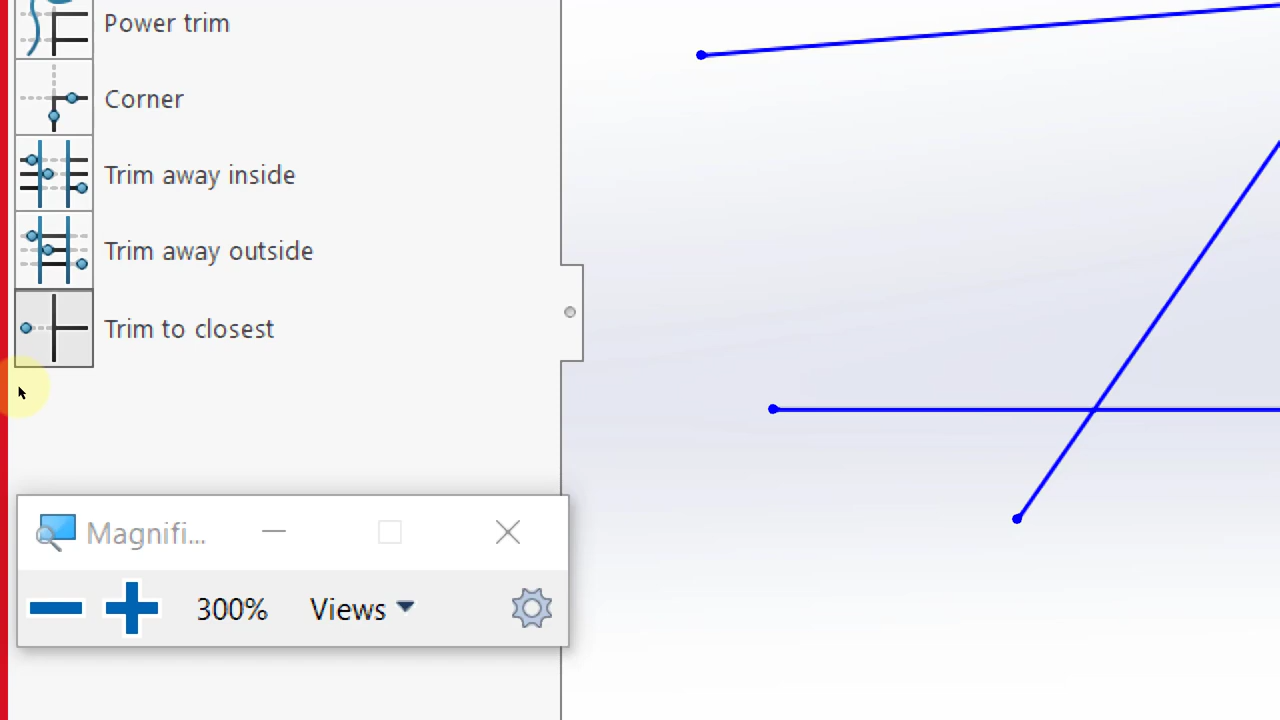 Power trim
Corner
Trim away inside
Trim away outside
Trim to closest
Magnifi...
300% Views